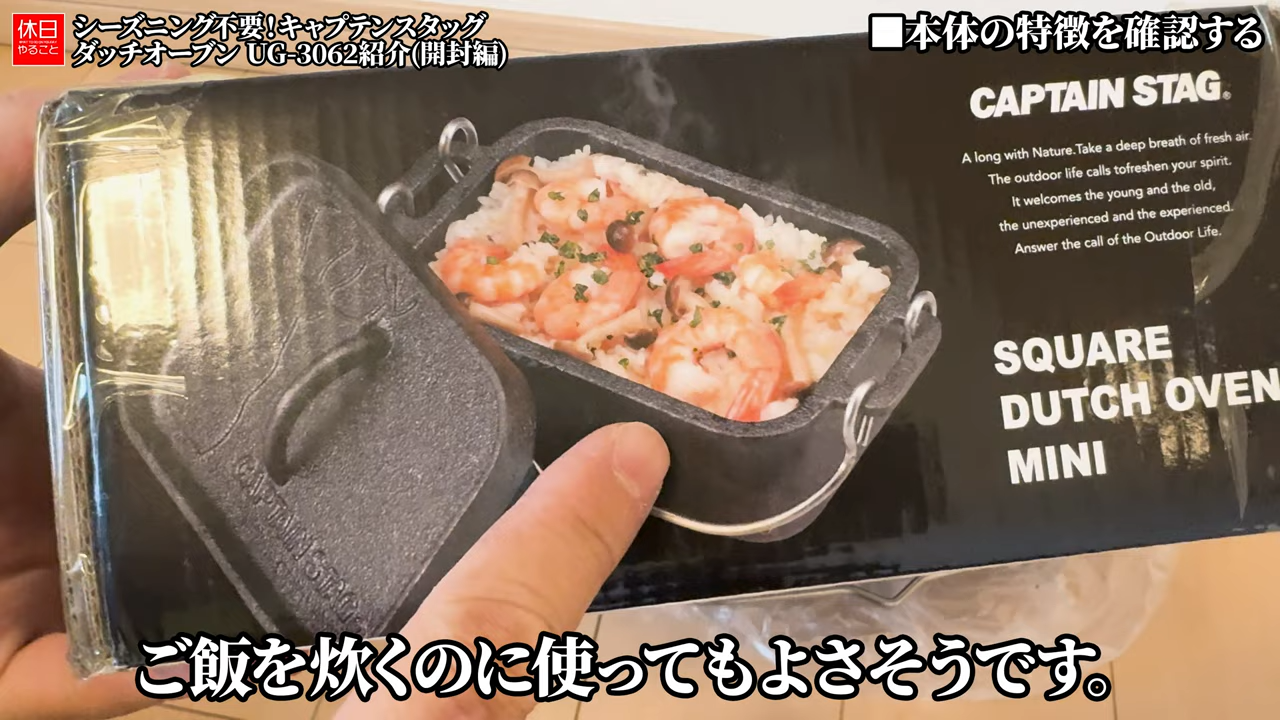 休日
やること
シーズニング不要！キャプテンスタッグ
ダッチオーブン UG-3062紹介(開封編)
■本体の特徴を確認する
CAPTAIN STAG®
A long with Nature.Take a deep breath of fresh air.
The outdoor life calls tofreshen your spirit.
It welcomes the young and the old,
the unexperienced and the experienced.
Answer the call of the Outdoor Life.
SQUARE
DUTCH OVEN
MINI
CAPTAIN STAG
ご飯を炊くのに使ってもよさそうです。